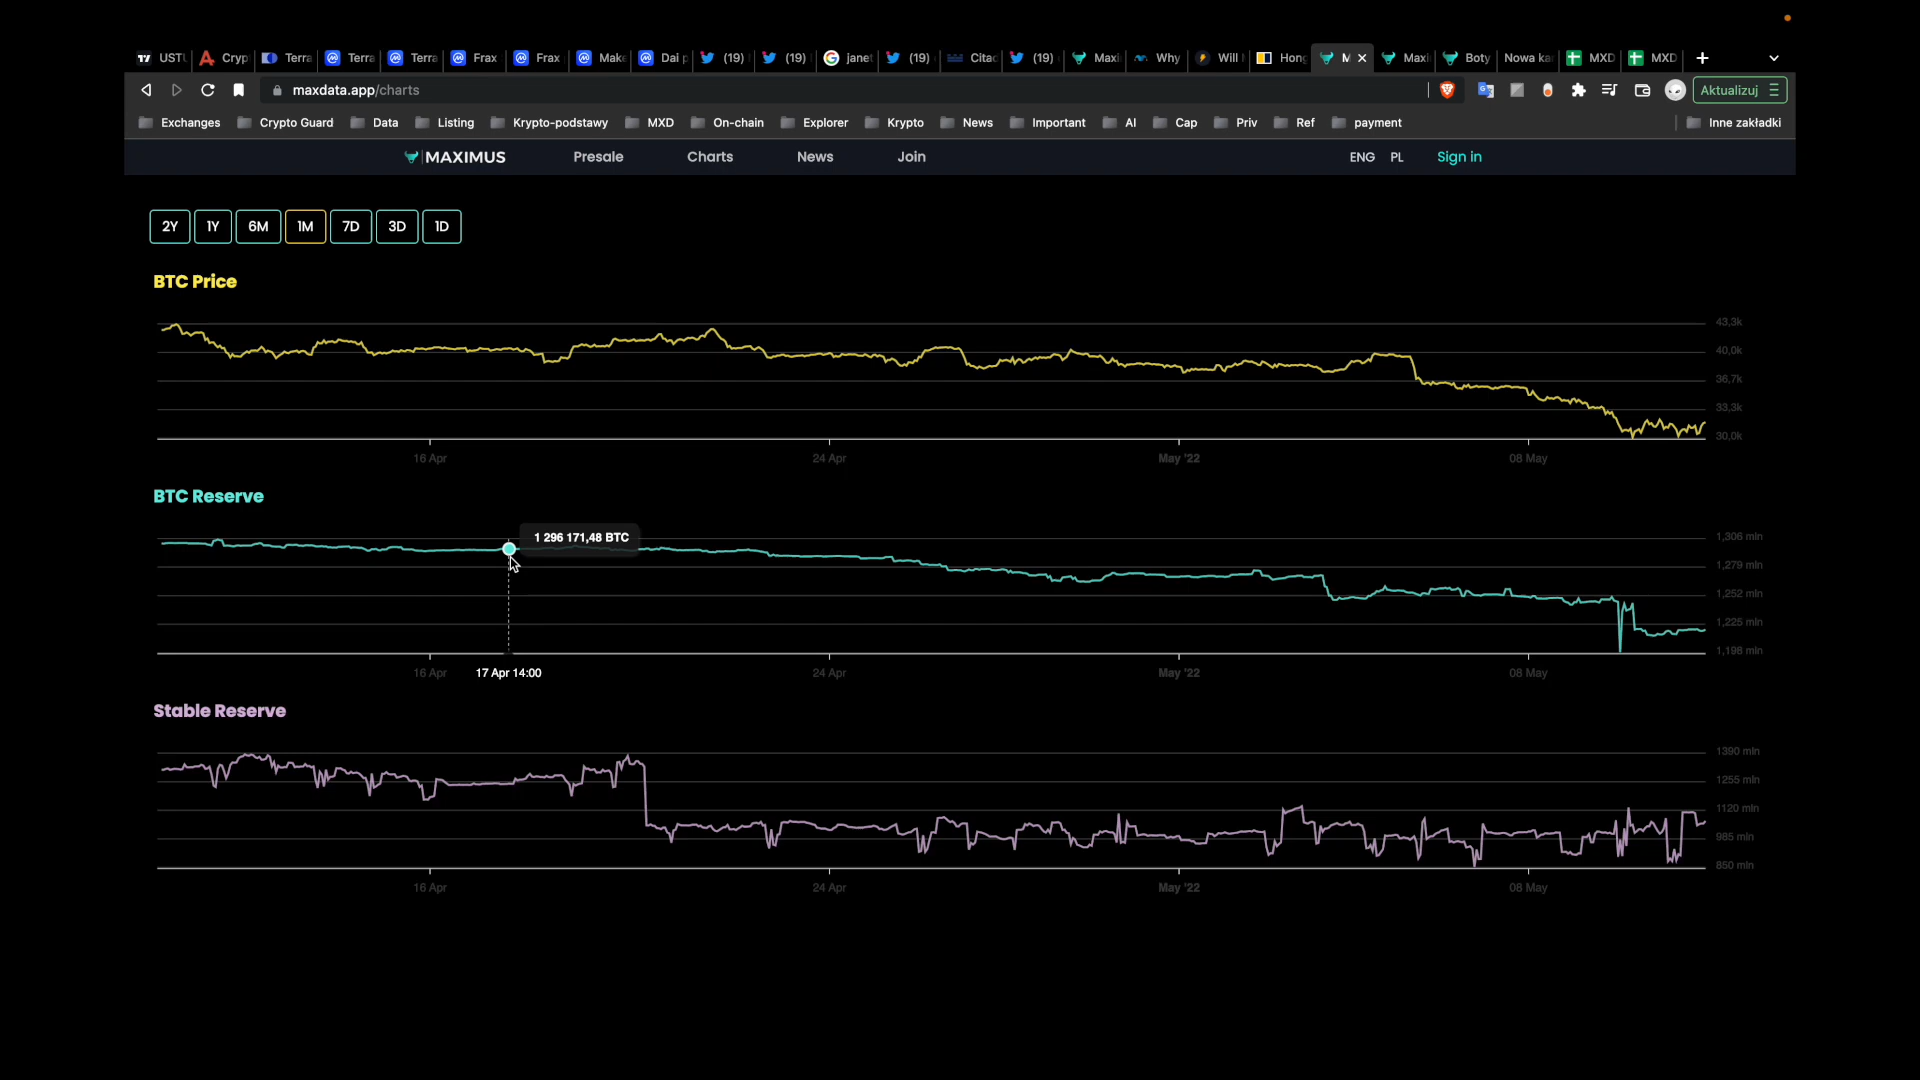 USTU Cryp Terra Terra Terra Frax Frax Make Dai p (19) (19) janet (19) Citac (19) Maxi Why Will Hong M Maxi Boty Nowa ka MXD MXD
maxdata.app/charts Aktualizuj
Exchanges Crypto Guard Data Listing Krypto-podstawy MXD On-chain Explorer Krypto News Important AI Cap Priv Ref payment Inne zakładki
MAXIMUS Presale Charts News Join ENG PL Sign in
2Y 1Y 6M 1M 7D 3D 1D
BTC Price
43,3k
40,0k
36,7k
33,3k
30,0k
16 Apr 24 Apr May '22 08 May
BTC Reserve
1 296 171,48 BTC
1,306 mln
1,279 mln
1,252 mln
1,225 mln
1,198 mln
16 Apr 17 Apr 14:00 24 Apr May '22 08 May
Stable Reserve
1390 mln
1255 mln
1120 mln
985 mln
850 mln
16 Apr 24 Apr May '22 08 May